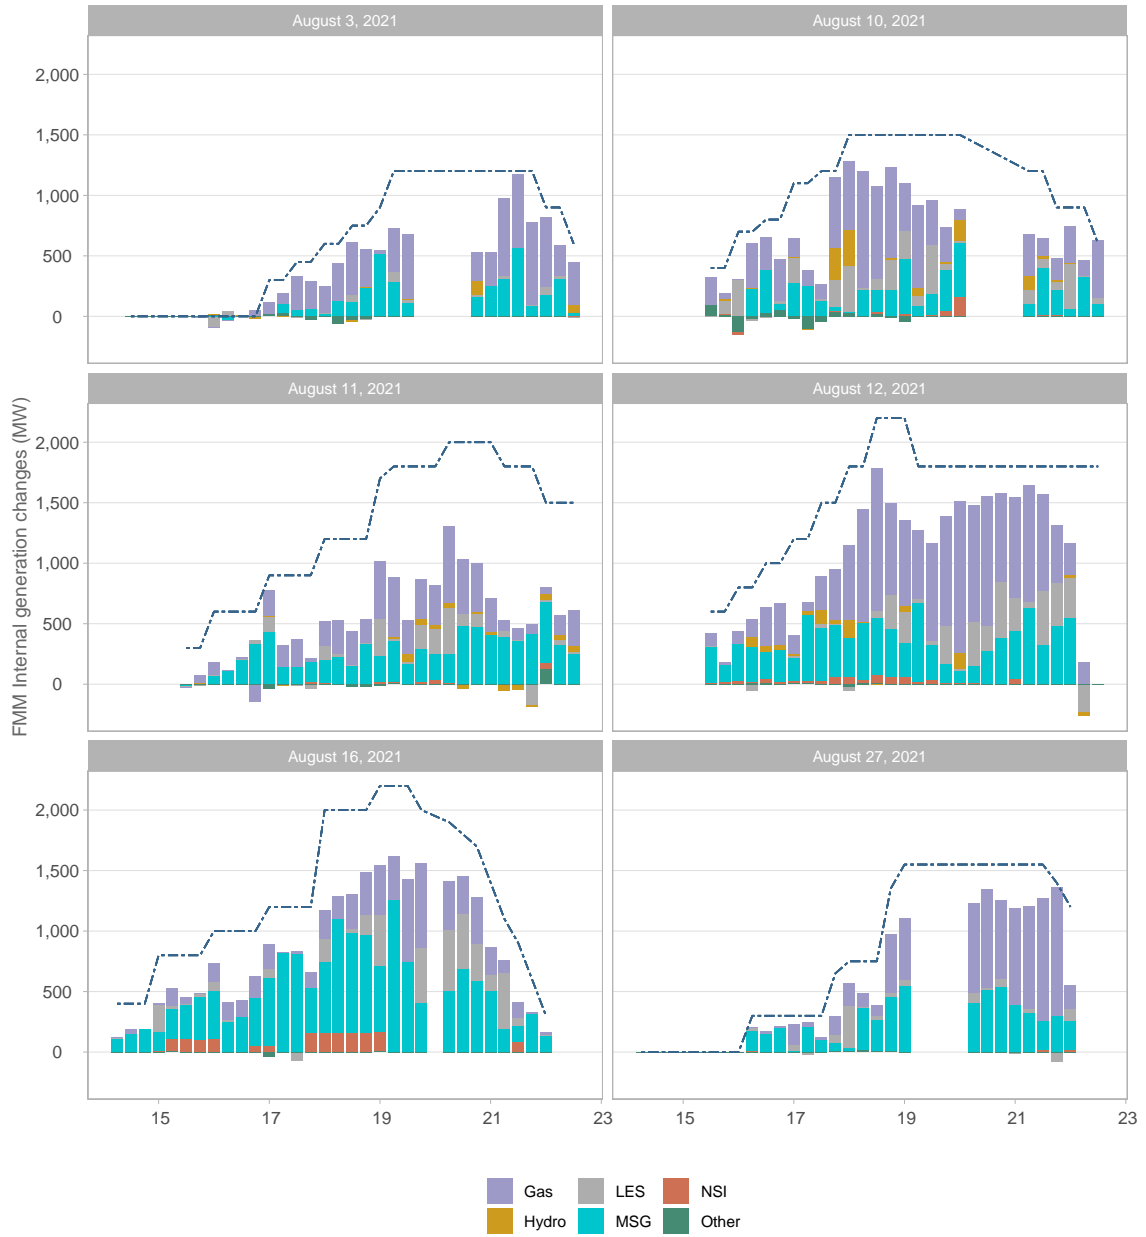 August 3, 2021
August 10, 2021
2,000
1,500
1,000
500
0
August 11, 2021
August 12, 2021
FMM Internal generation changes (MW)
2,000
1,500
1,000
500
0
August 16, 2021
August 27, 2021
2,000
1,500
1,000
500
0
15 17 19 21 23 15 17 19 21 23
Gas LES NSI
Hydro MSG Other